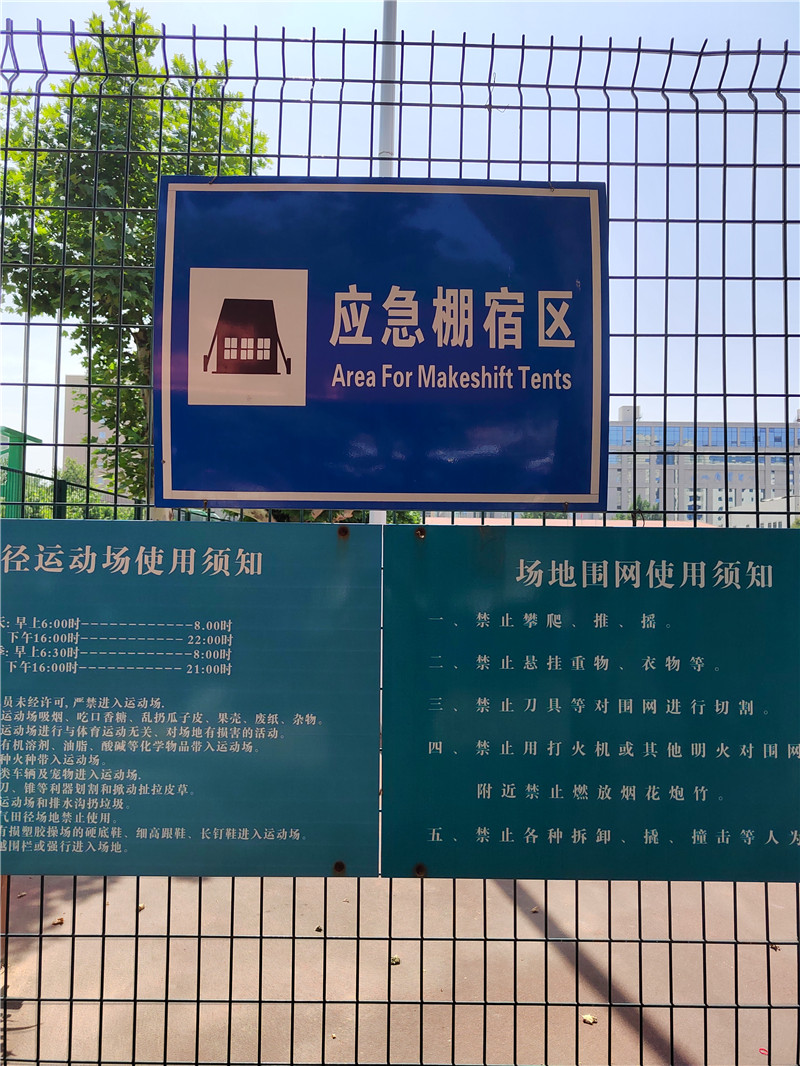 应急棚宿区
Area For Makeshift Tents
径运动场使用须知
天: 早上6:00时------------8.00时
下午16:00时------------22:00时
季: 早上6:30时------------8:00时
下午16:00时------------21:00时
员未经许可, 严禁进入运动场.
运动场吸烟、吃口香糖、乱扔瓜子皮、果壳、废纸、杂物。
运动场进行与体育运动无关、对场地有损害的活动。
有机溶剂、油脂、酸碱等化学物品带入运动场。
种火种带入运动场。
类车辆及宠物进入运动场.
刀、锥等利器划割和掀动扯拉皮草。
运动场和排水沟扔垃圾。
气田径场地禁止使用。
有损塑胶操场的硬底鞋、细高跟鞋、长钉鞋进入运动场。
越围栏或强行进入场地。
场地围网使用须知
一、禁止攀爬、推、摇。
二、禁止悬挂重物、衣物等。
三、禁止刀具等对围网进行切割。
四、禁止用打火机或其他明火对围网
附近禁止燃放烟花炮竹。
五、禁止各种拆卸、撬、撞击等人为